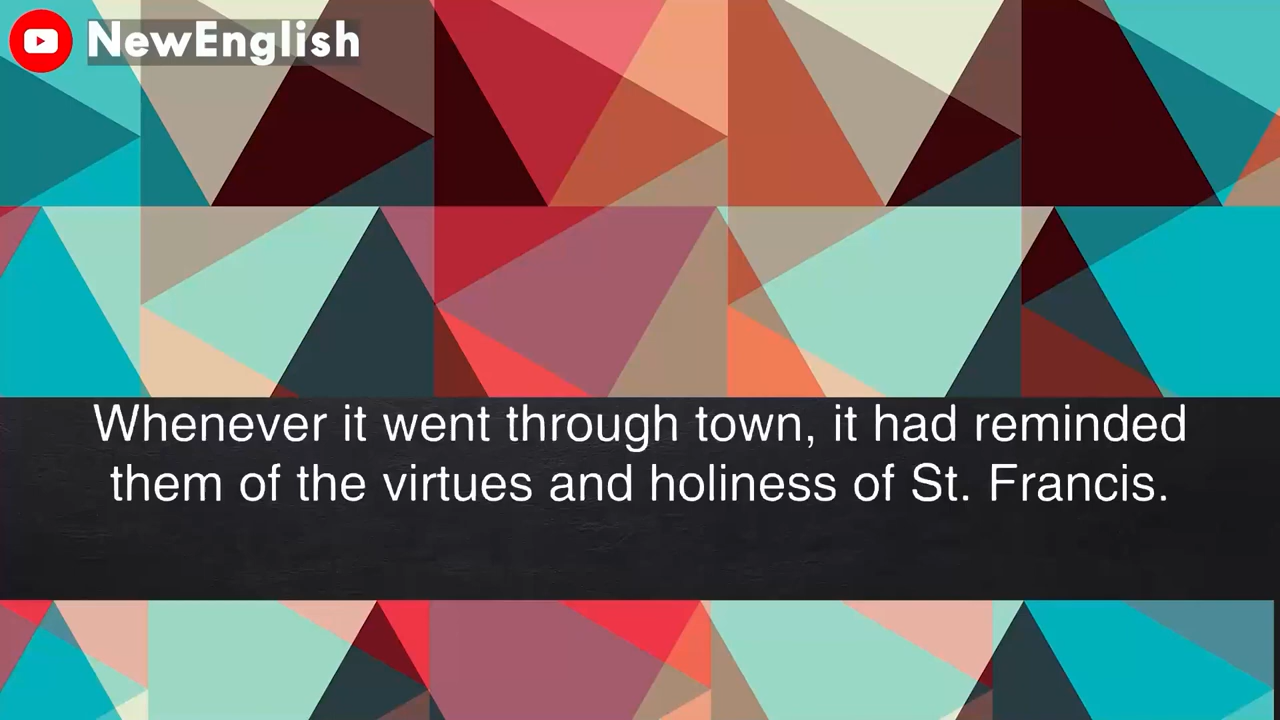 NewEnglish
Whenever it went through town, it had reminded
them of the virtues and holiness of St. Francis.